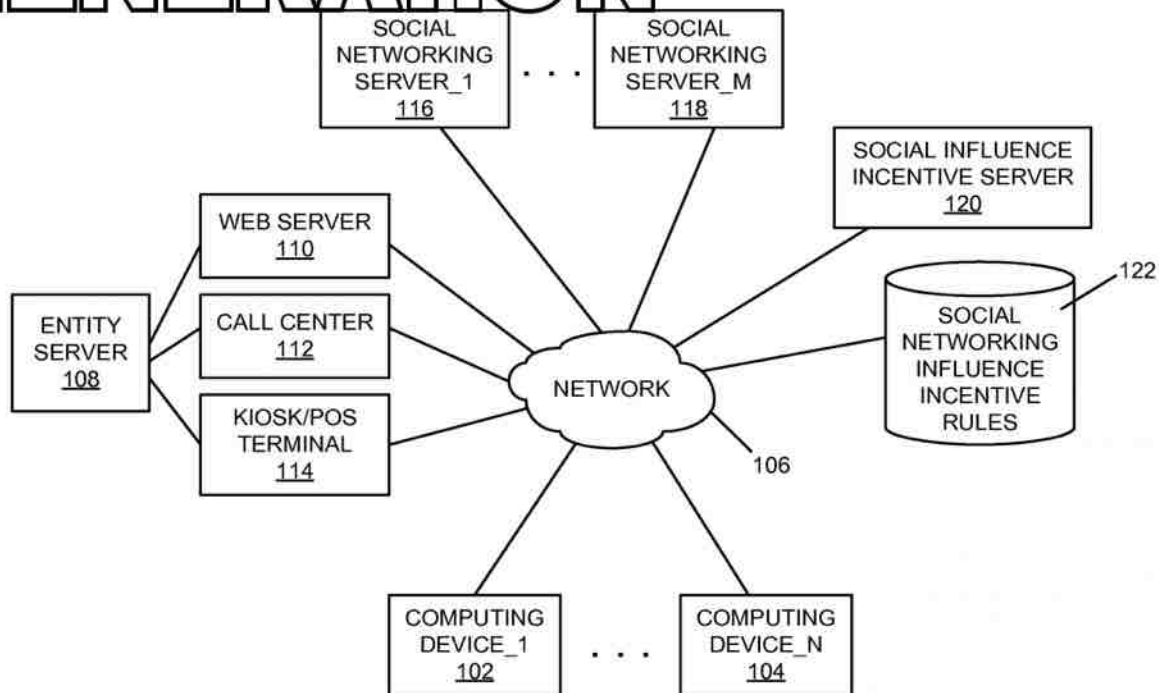 SOCIAL
NETWORKING
SERVER_1
116
. . .
SOCIAL
NETWORKING
SERVER_M
118
SOCIAL INFLUENCE
INCENTIVE SERVER
120
WEB SERVER
110
ENTITY
SERVER
108
CALL CENTER
112
KIOSK/POS
TERMINAL
114
NETWORK
106
122
SOCIAL
NETWORKING
INFLUENCE
INCENTIVE
RULES
COMPUTING
DEVICE_1
102
. . .
COMPUTING
DEVICE_N
104